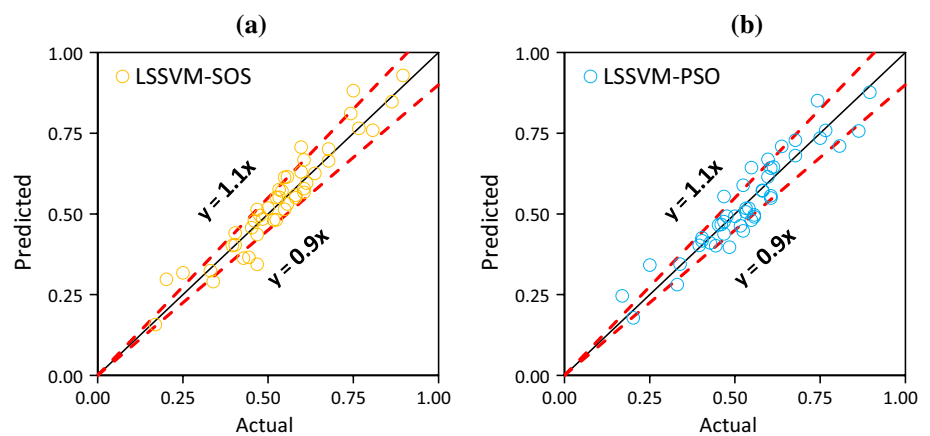 (a)
Predicted
1.00
0.75
0.50
0.25
0.00
LSSVM-SOS
y = 1.1x
y = 0.9x
0.00 0.25 0.50 0.75 1.00
Actual
(b)
Predicted
1.00
0.75
0.50
0.25
0.00
LSSVM-PSO
y = 1.1x
y = 0.9x
0.00 0.25 0.50 0.75 1.00
Actual